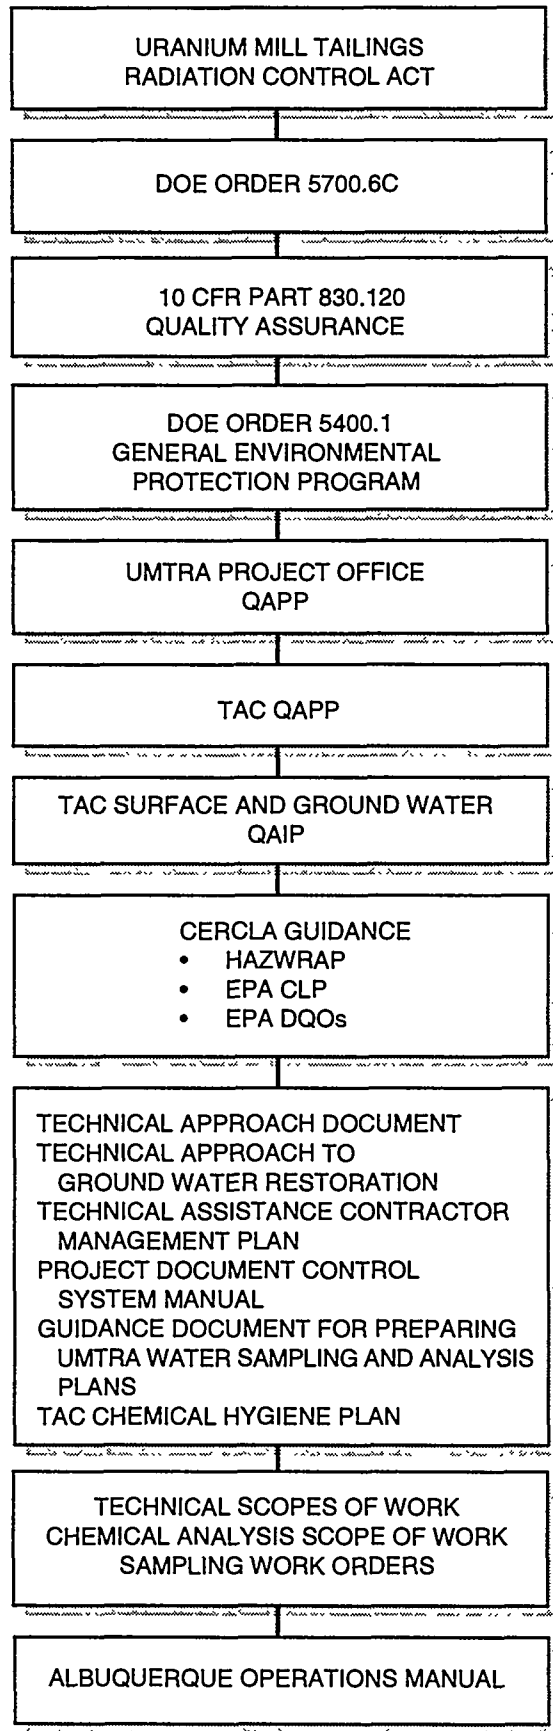 URANIUM MILL TAILINGS
RADIATION CONTROL ACT
DOE ORDER 5700.6C
10 CFR PART 830.120
QUALITY ASSURANCE
DOE ORDER 5400.1
GENERAL ENVIRONMENTAL
PROTECTION PROGRAM
UMTRA PROJECT OFFICE
QAPP
TAC QAPP
TAC SURFACE AND GROUND WATER
QAIP
CERCLA GUIDANCE
• HAZWRAP
• EPA CLP
• EPA DQOs
TECHNICAL APPROACH DOCUMENT
TECHNICAL APPROACH TO
GROUND WATER RESTORATION
TECHNICAL ASSISTANCE CONTRACTOR
MANAGEMENT PLAN
PROJECT DOCUMENT CONTROL
SYSTEM MANUAL
GUIDANCE DOCUMENT FOR PREPARING
UMTRA WATER SAMPLING AND ANALYSIS
PLANS
TAC CHEMICAL HYGIENE PLAN
TECHNICAL SCOPES OF WORK
CHEMICAL ANALYSIS SCOPE OF WORK
SAMPLING WORK ORDERS
ALBUQUERQUE OPERATIONS MANUAL